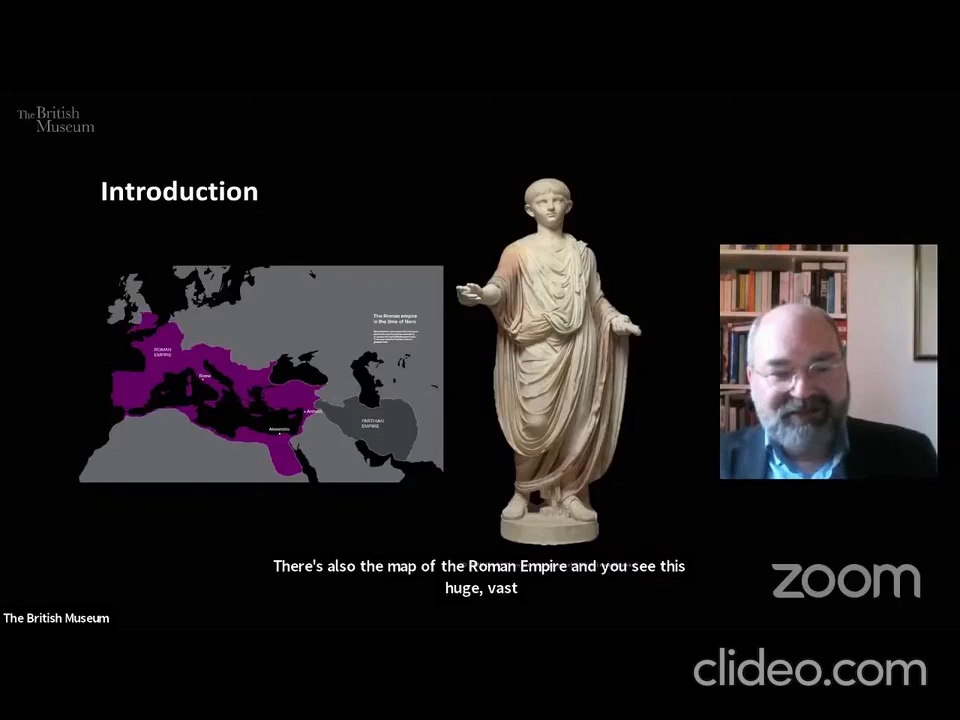 The British
Museum
Introduction
The Roman empire
in the time of Nero
ROMAN
EMPIRE
Rome
Antioch
PARTHIAN
EMPIRE
Alexandria
There's also the map of the Roman Empire and you see this
huge, vast
zoom
The British Museum
clideo.com